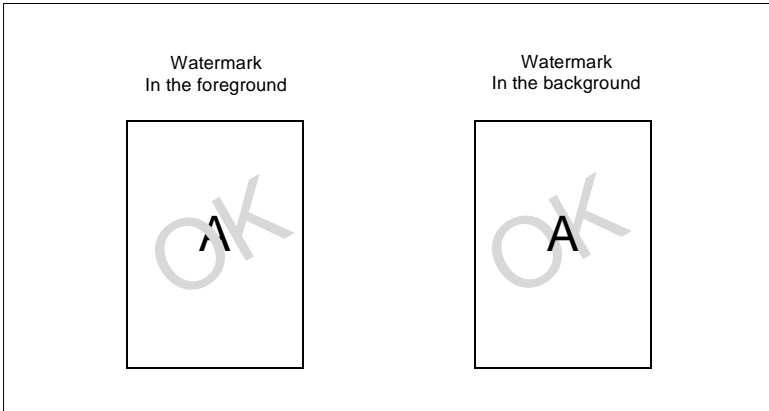 Watermark
In the foreground
Watermark
In the background
OK
A
OK
A